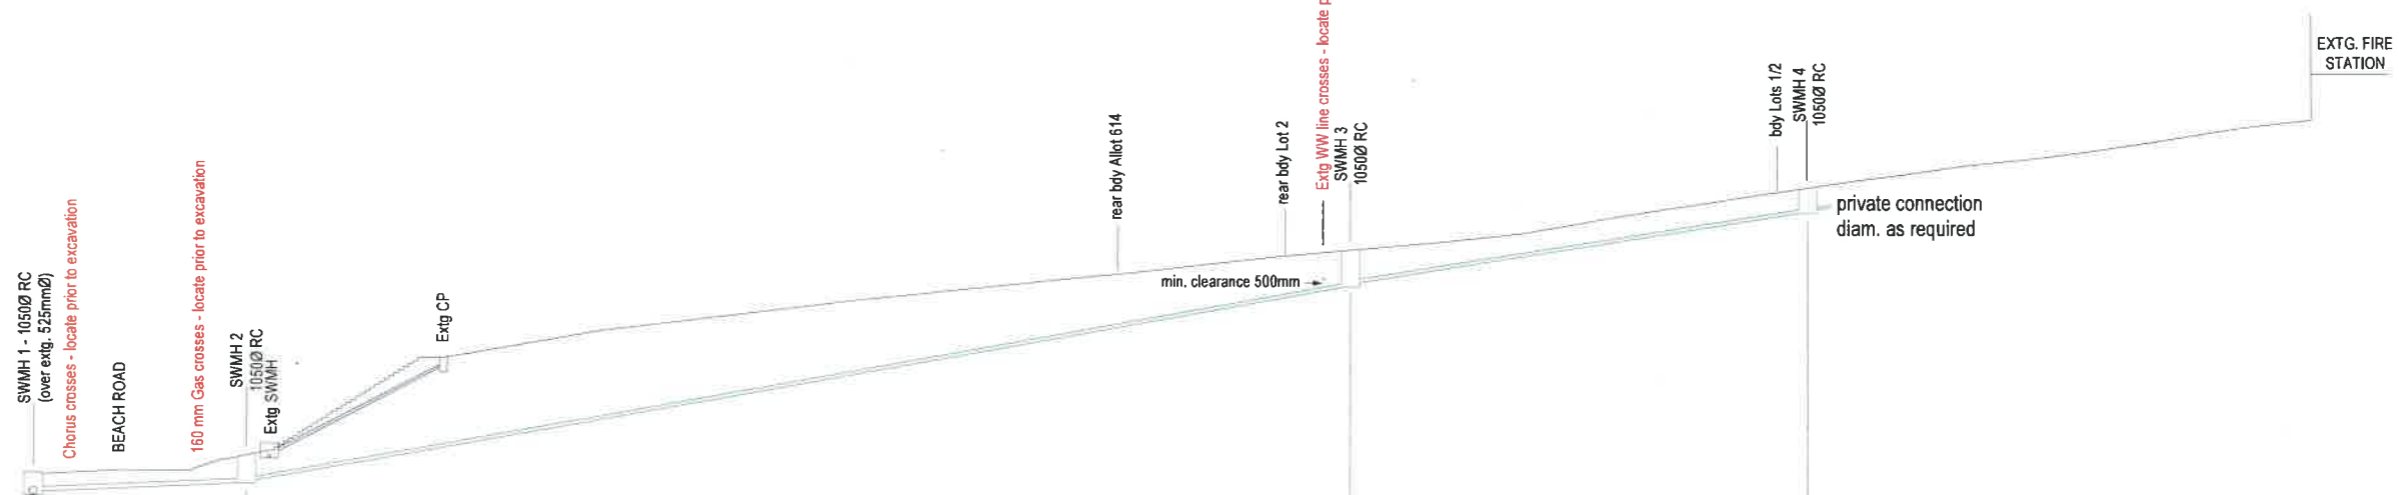 SWMH 1 - 1050Ø RC
(over extg. 525mmØ)
Chorus crosses - locate prior to excavation
BEACH ROAD
160 mm Gas crosses - locate prior to excavation
SWMH 2
1050Ø RC
Extg SWMH
Extg CP
rear bdy Allot 614
rear bdy Lot 2
Extg WW line crosses - locate p
SWMH 3
1050Ø RC
min. clearance 500mm
bdy Lots 1/2
SWMH 4
1050Ø RC
private connection
diam. as required
EXTG. FIRE
STATION